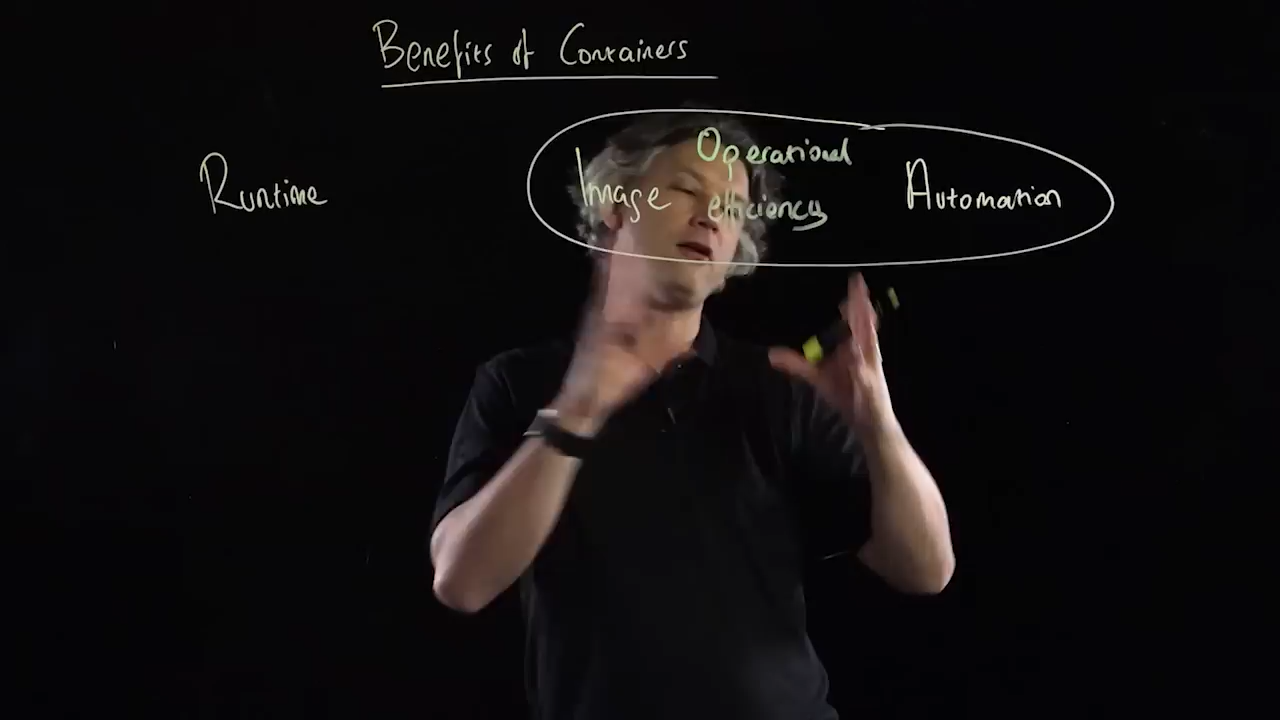 Benefits of Containers
Runtime
Image
Operational
efficiency
Automation